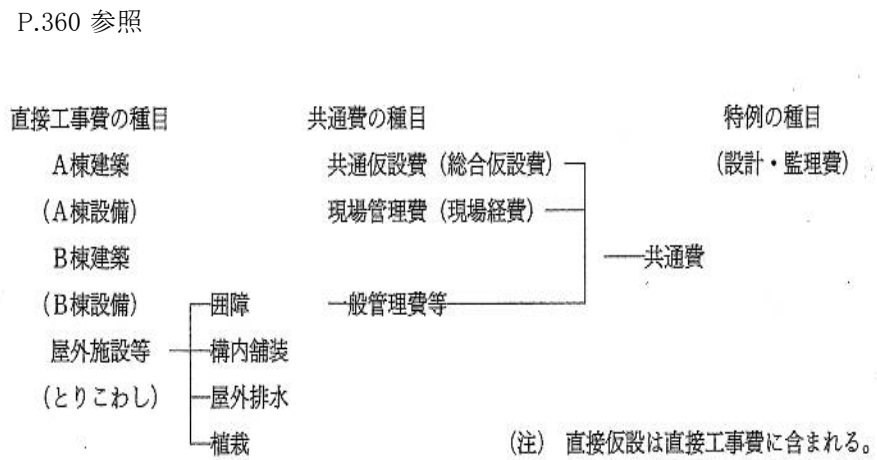 P.360 参照
直接工事費の種目 共通費の種目 特例の種目
A棟建築 共通仮設費（総合仮設費） （設計・監理費）
（A棟設備） 現場管理費（現場経費）
B棟建築 共通費
（B棟設備） 囲障 一般管理費等
屋外施設等 構内舗装
（とりこわし） 屋外排水
植栽 （注） 直接仮設は直接工事費に含まれる。